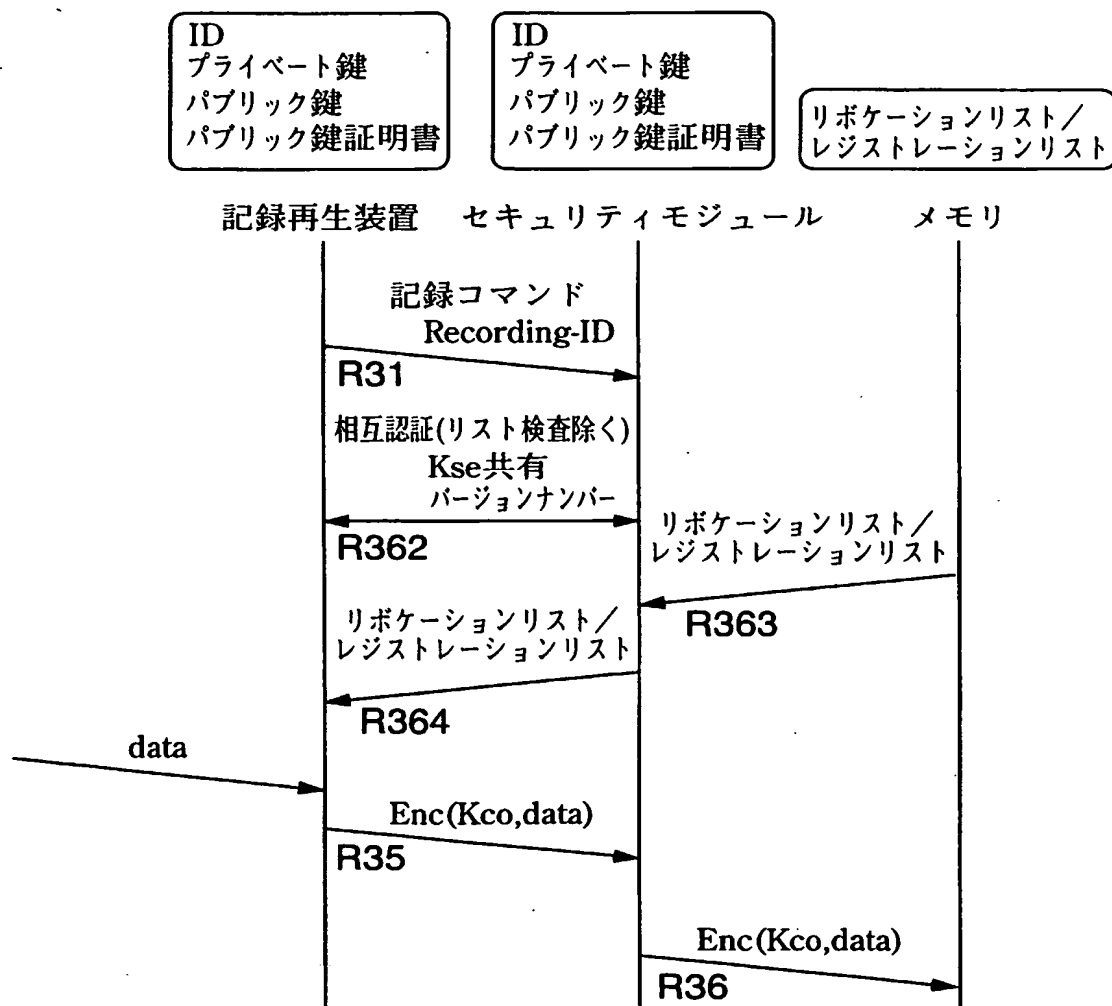 ID
プライベート鍵
パブリック鍵
パブリック鍵証明書
ID
プライベート鍵
パブリック鍵
パブリック鍵証明書
リボケーションリスト／
レジストレーションリスト
記録再生装置
セキュリティモジュール
メモリ
記録コマンド
Recording-ID
R31
相互認証(リスト検査除く)
Kse共有
バージョンナンバー
R362
リボケーションリスト／
レジストレーションリスト
R363
リボケーションリスト／
レジストレーションリスト
R364
data
Enc(Kco,data)
R35
Enc(Kco,data)
R36